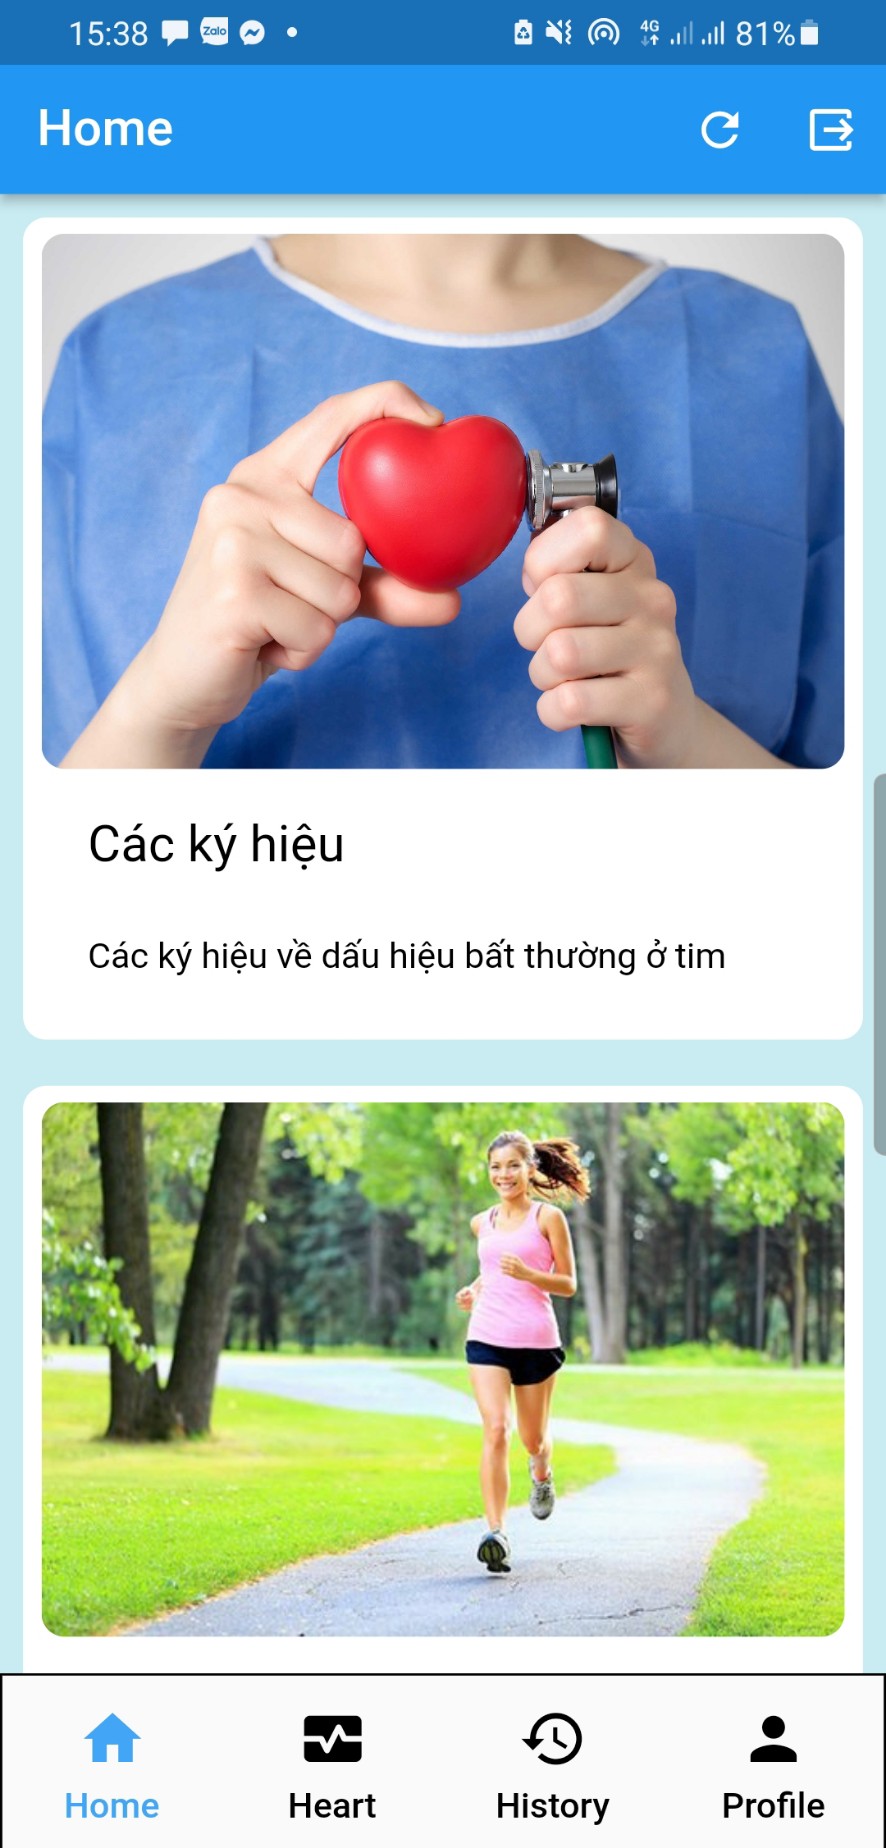 15:38
Zalo
4G
81%
Home
Các ký hiệu
Các ký hiệu về dấu hiệu bất thường ở tim
Home
Heart
History
Profile